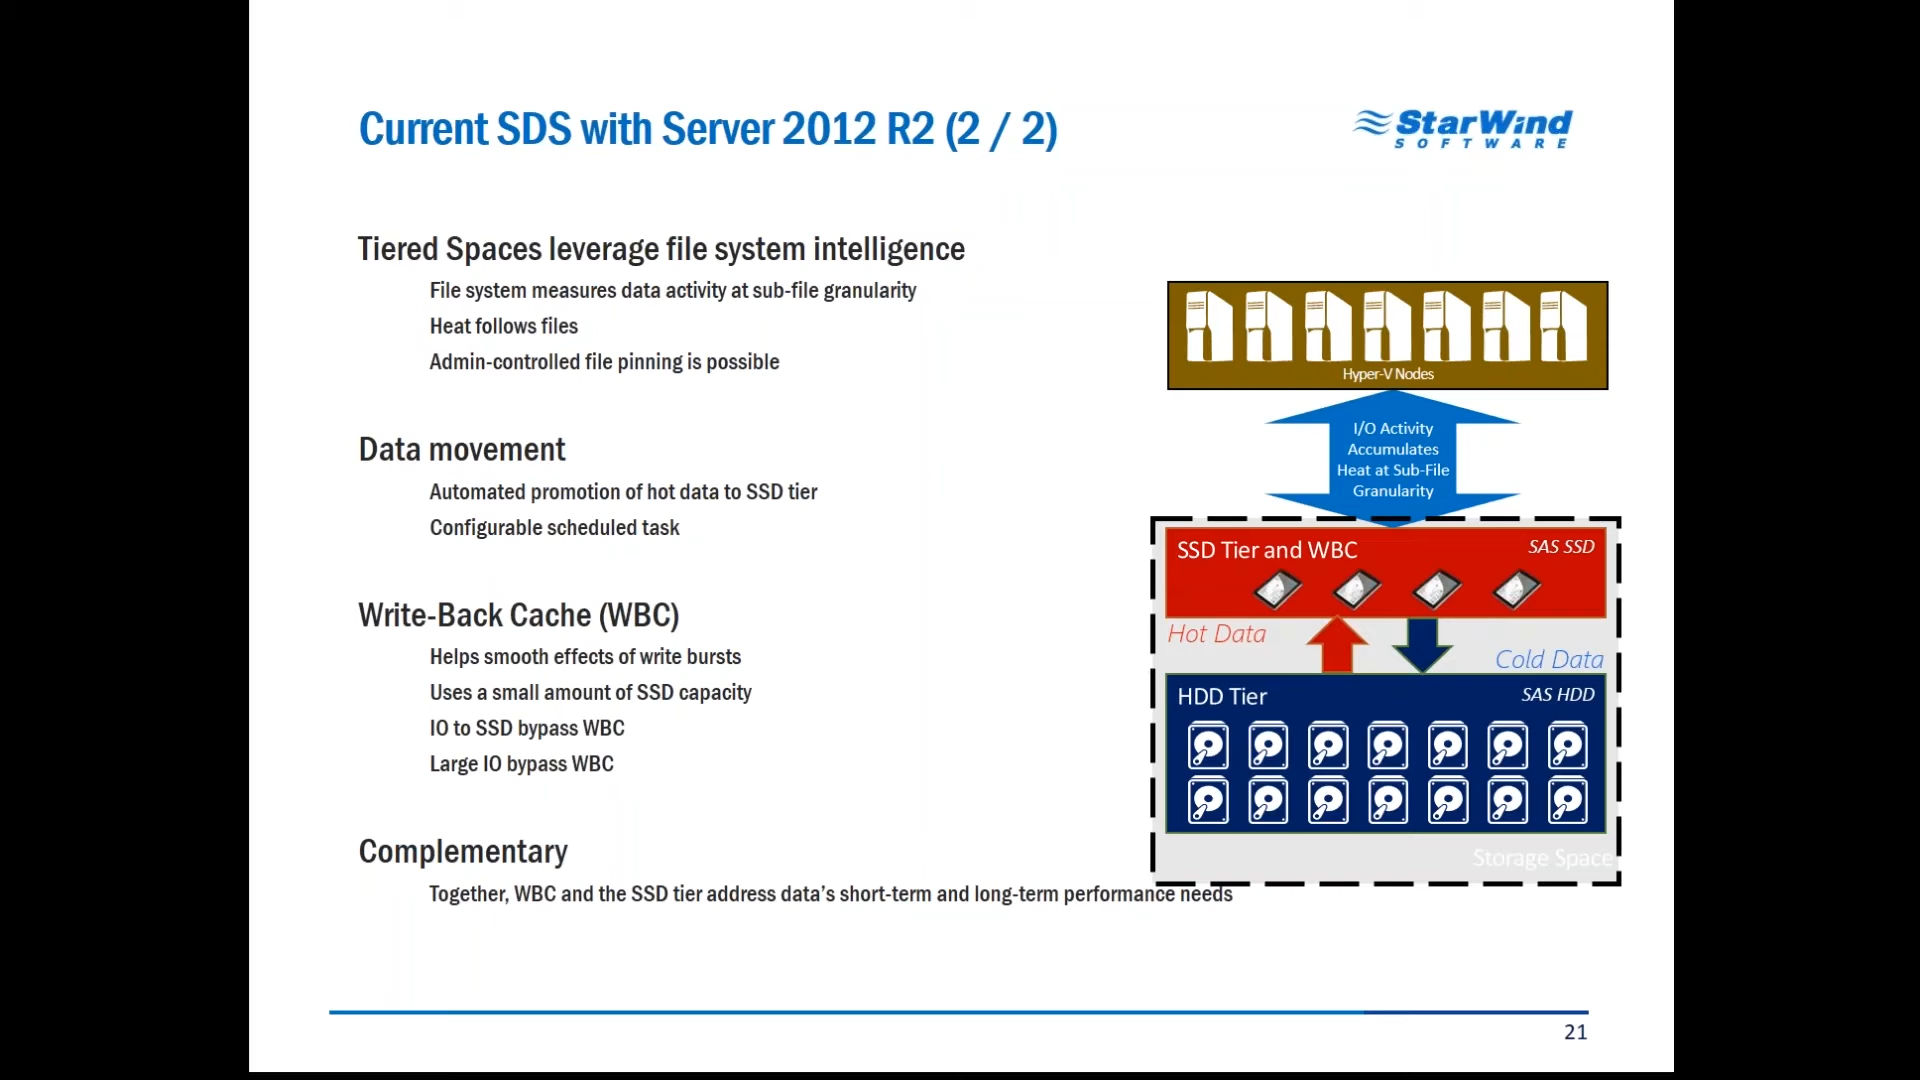 Current SDS with Server 2012 R2 (2 / 2)
StarWind
SOFTWARE
Tiered Spaces leverage file system intelligence
File system measures data activity at sub-file granularity
Heat follows files
Admin-controlled file pinning is possible
Data movement
Automated promotion of hot data to SSD tier
Configurable scheduled task
Write-Back Cache (WBC)
Helps smooth effects of write bursts
Uses a small amount of SSD capacity
IO to SSD bypass WBC
Large IO bypass WBC
Complementary
Together, WBC and the SSD tier address data’s short-term and long-term performance needs
Hyper-V Nodes
I/O Activity
Accumulates
Heat at Sub-File
Granularity
SSD Tier and WBC
SAS SSD
Hot Data
Cold Data
HDD Tier
SAS HDD
Storage Space
21